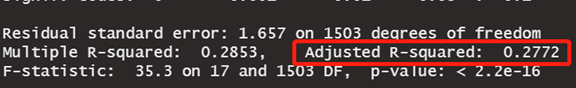 Residual standard error: 1.657 on 1503 degrees of freedom
Multiple R-squared:  0.2853,    Adjusted R-squared:  0.2772
F-statistic:  35.3 on 17 and 1503 DF,  p-value: < 2.2e-16